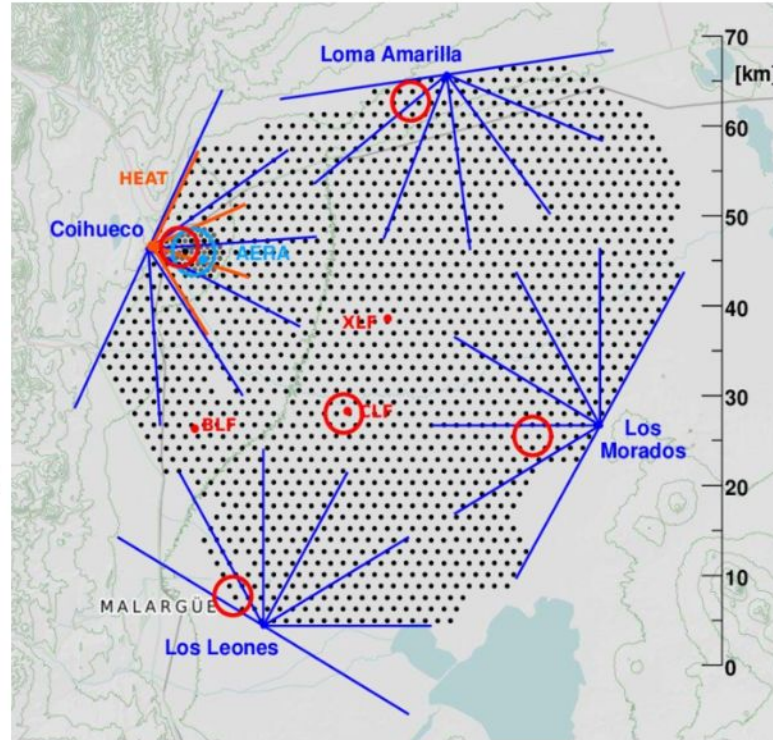 70
Loma Amarilla
[km]
60
HEAT
50
Coihueco
AERA
40
XLF
30
CLF
BLF
Los
Morados
20
10
MALARGÜE
Los Leones
0